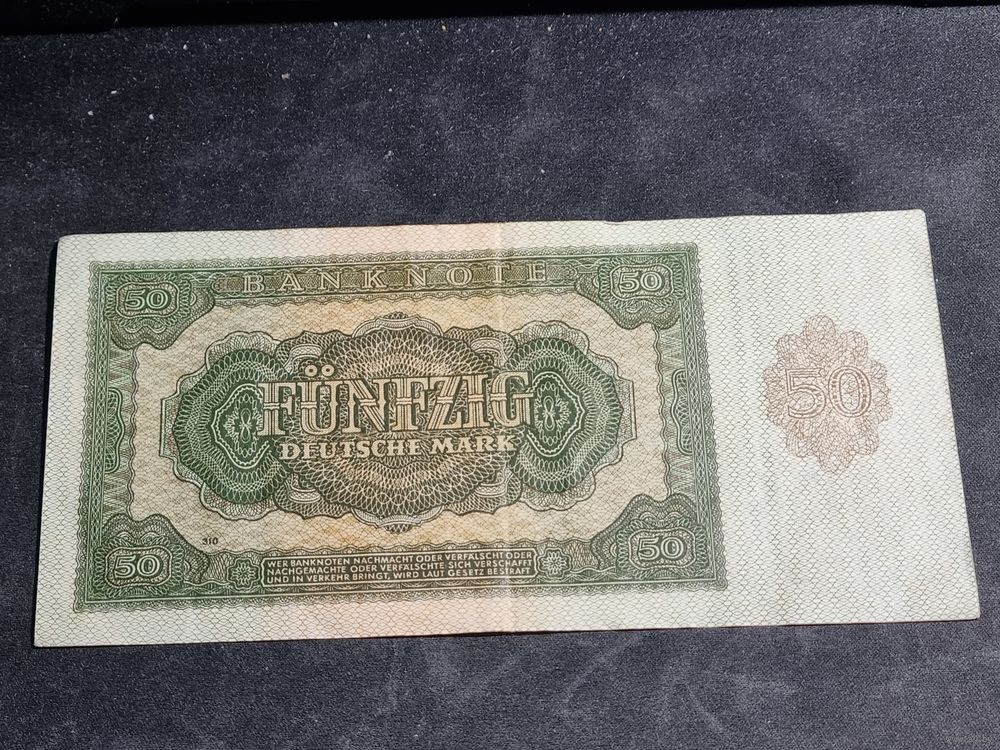 BANKNOTE
50
50
FÜNFZIG
DEUTSCHE MARK
50
310
50
WER BANKNOTEN NACHMACHT ODER VERFÄLSCHT ODER
NACHGEMACHTE ODER VERFÄLSCHTE SICH VERSCHAFFT
UND IN VERKEHR BRINGT, WIRD LAUT GESETZ BESTRAFT
50